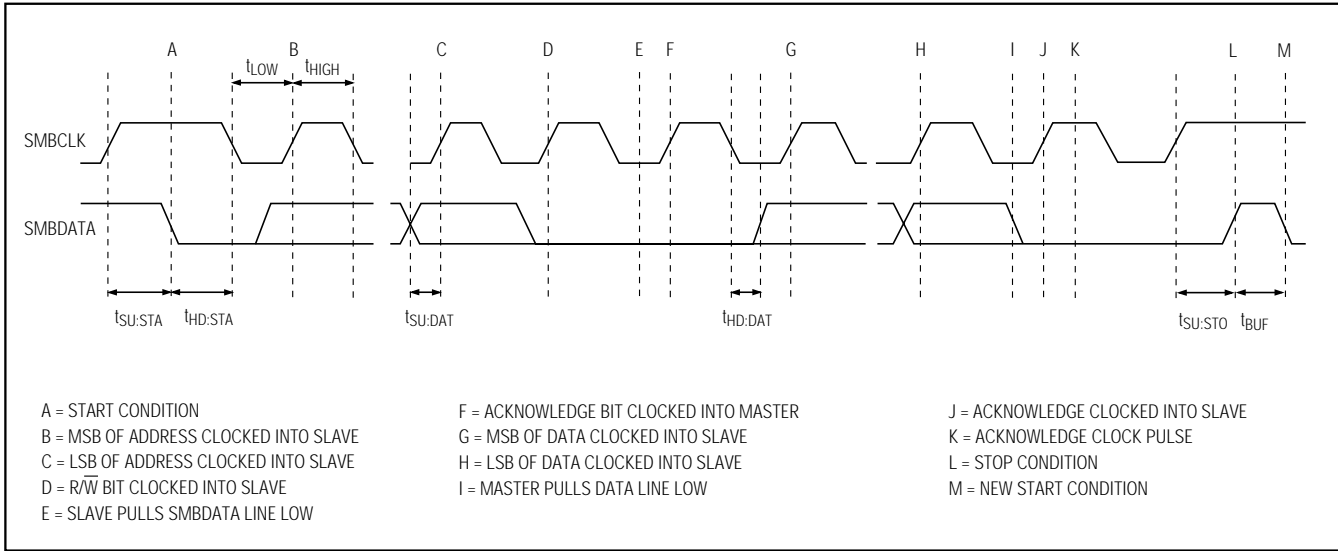 A B C D E F G H I J K L M
tLOW tHIGH
SMBCLK
SMBDATA
tSU:STA tHD:STA tSU:DAT tHD:DAT tSU:STO tBUF
A = START CONDITION
B = MSB OF ADDRESS CLOCKED INTO SLAVE
C = LSB OF ADDRESS CLOCKED INTO SLAVE
D = R/W̅ BIT CLOCKED INTO SLAVE
E = SLAVE PULLS SMBDATA LINE LOW
F = ACKNOWLEDGE BIT CLOCKED INTO MASTER
G = MSB OF DATA CLOCKED INTO SLAVE
H = LSB OF DATA CLOCKED INTO SLAVE
I = MASTER PULLS DATA LINE LOW
J = ACKNOWLEDGE CLOCKED INTO SLAVE
K = ACKNOWLEDGE CLOCK PULSE
L = STOP CONDITION
M = NEW START CONDITION